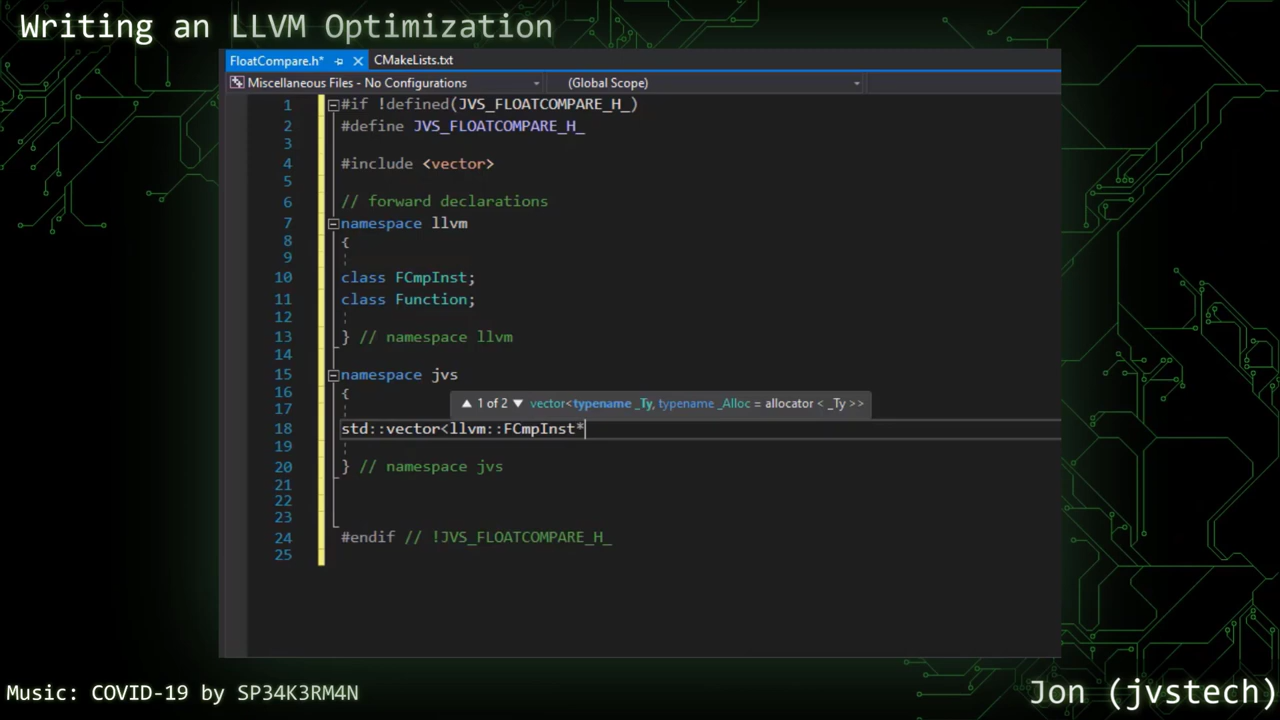 Writing an LLVM Optimization
FloatCompare.h* CMakeLists.txt
Miscellaneous Files - No Configurations (Global Scope)
1 #if !defined(JVS_FLOATCOMPARE_H_)
2 #define JVS_FLOATCOMPARE_H_
3
4 #include <vector>
5
6 // forward declarations
7 namespace llvm
8 {
9
10 class FCmpInst;
11 class Function;
12
13 } // namespace llvm
14
15 namespace jvs
16 {
17 ▲ 1 of 2 ▼ vector<typename _Ty, typename _Alloc = allocator < _Ty >>
18 std::vector<llvm::FCmpInst*
19
20 } // namespace jvs
21
22
23
24 #endif // !JVS_FLOATCOMPARE_H_
25
Music: COVID-19 by SP34K3RM4N
Jon (jvstech)